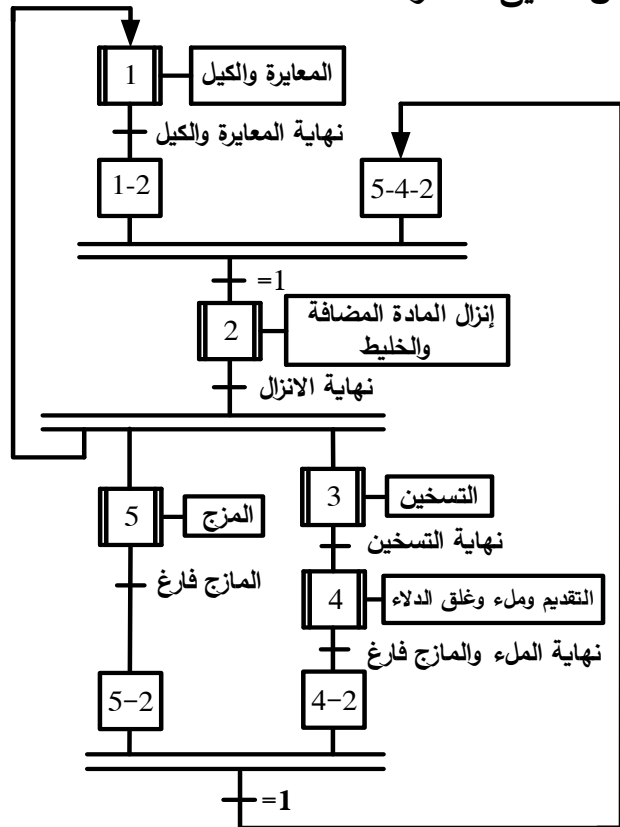 1
المعايرة والكيل
نهاية المعايرة والكيل
1-2
5-4-2
=1
2
إنزال المادة المضافة
والخليط
نهاية الانزال
5
المزج
3
التسخين
نهاية التسخين
المازج فارغ
4
التقديم وملء وغلق الدلاء
نهاية الملء والمازج فارغ
5-2
4-2
=1